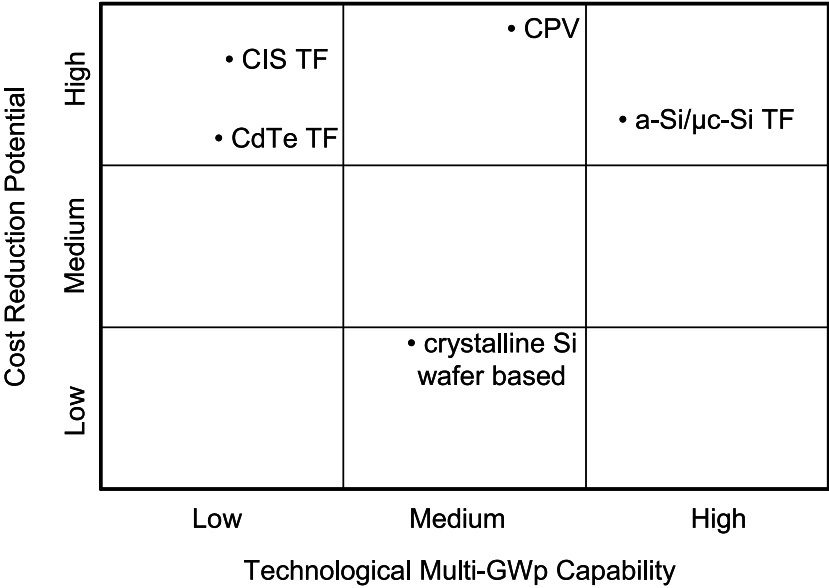 • CPV
• CIS TF
• a-Si/µc-Si TF
• CdTe TF
• crystalline Si
wafer based
Cost Reduction Potential
High
Medium
Low
Low Medium High
Technological Multi-GWp Capability